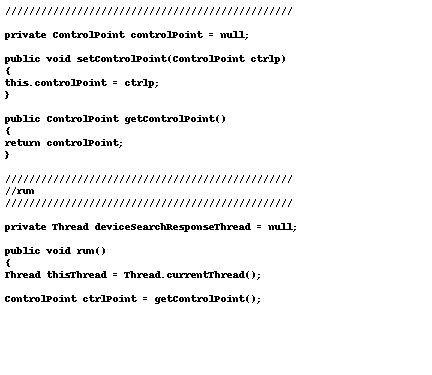 ////////////////////////////////////////////////
private ControlPoint controlPoint = null;
public void setControlPoint(ControlPoint ctrlp)
{
this.controlPoint = ctrlp;
}
public ControlPoint getControlPoint()
{
return controlPoint;
}
////////////////////////////////////////////////
//run
////////////////////////////////////////////////
private Thread deviceSearchResponseThread = null;
public void run()
{
Thread thisThread = Thread.currentThread();
ControlPoint ctrlPoint = getControlPoint();